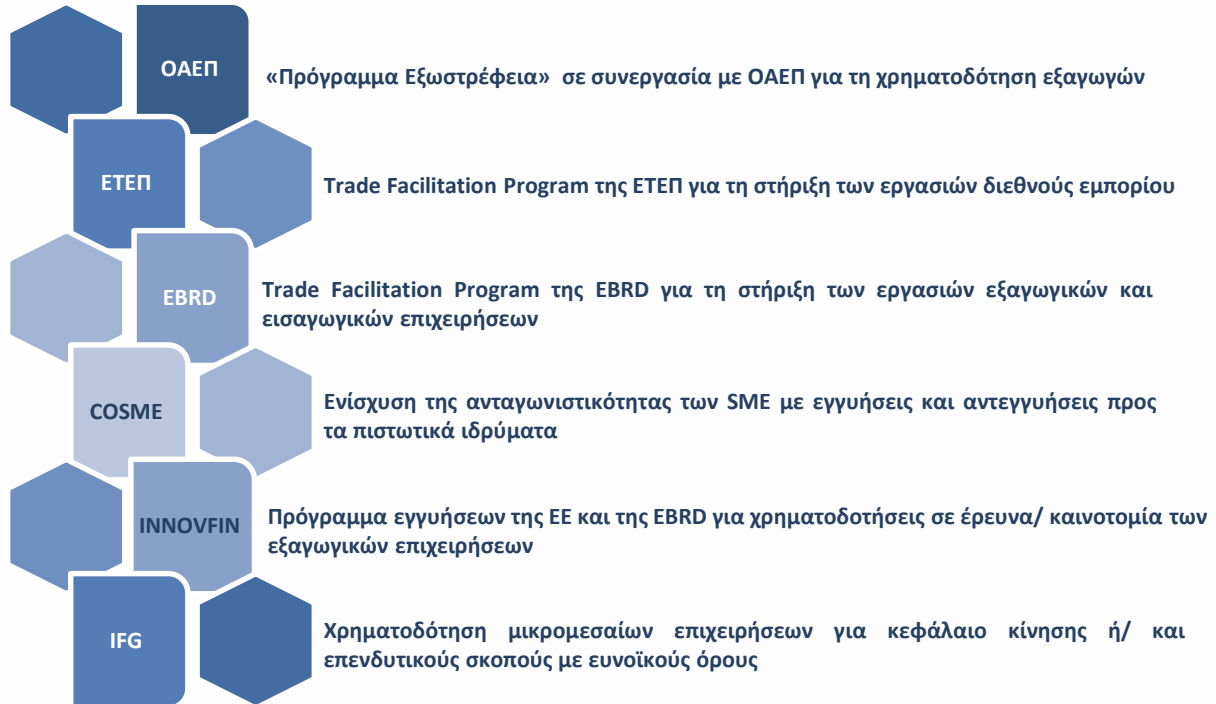 ΟΑΕΠ
«Πρόγραμμα Εξωστρέφεια» σε συνεργασία με ΟΑΕΠ για τη χρηματοδότηση εξαγωγών
ΕΤΕΠ
Trade Facilitation Program της ΕΤΕΠ για τη στήριξη των εργασιών διεθνούς εμπορίου
EBRD
Trade Facilitation Program της EBRD για τη στήριξη των εργασιών εξαγωγικών και
εισαγωγικών επιχειρήσεων
COSME
Ενίσχυση της ανταγωνιστικότητας των SME με εγγυήσεις και αντεγγυήσεις προς
τα πιστωτικά ιδρύματα
INNOVFIN
Πρόγραμμα εγγυήσεων της ΕΕ και της EBRD για χρηματοδοτήσεις σε έρευνα/ καινοτομία των
εξαγωγικών επιχειρήσεων
IFG
Χρηματοδότηση μικρομεσαίων επιχειρήσεων για κεφάλαιο κίνησης ή/ και
επενδυτικούς σκοπούς με ευνοϊκούς όρους